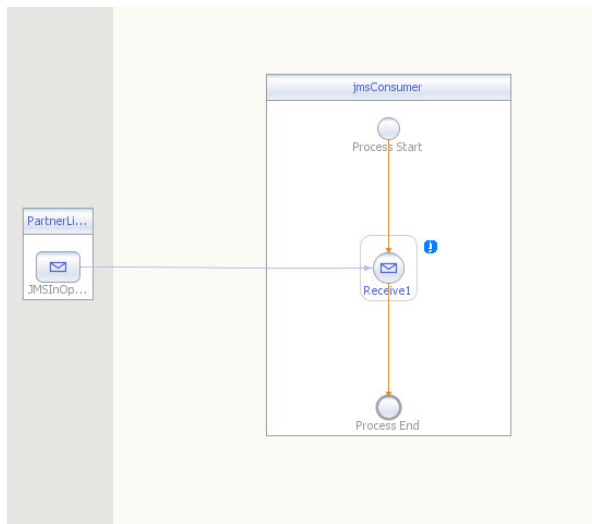 jmsConsumer
Process Start
PartnerLi...
JMSInOp...
Receive1
Process End